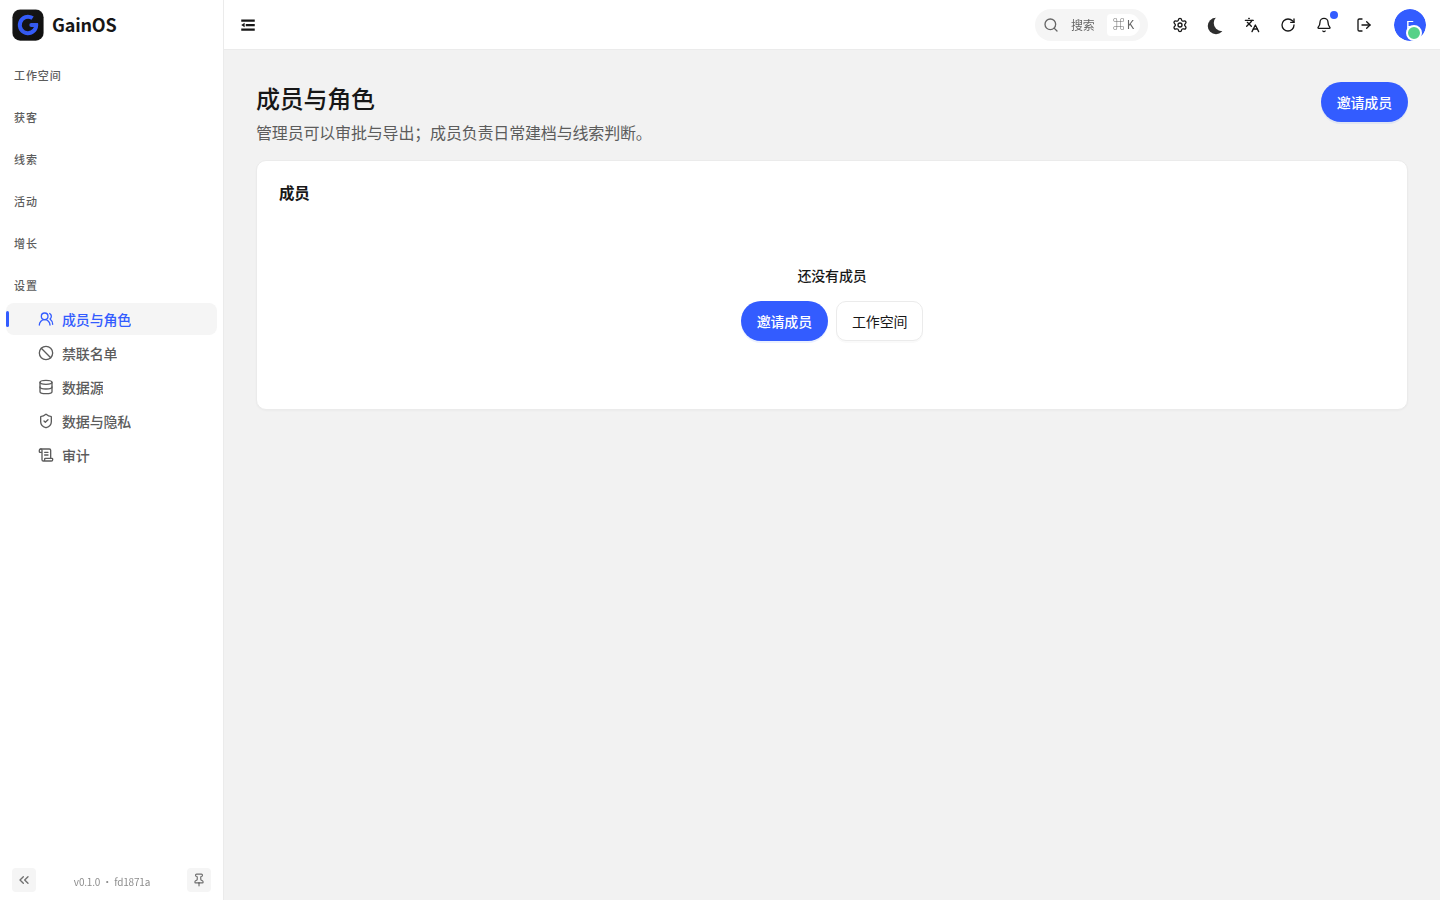 GainOS
搜索
⌘ K
工作空间
获客
线索
活动
增长
设置
成员与角色
禁联名单
数据源
数据与隐私
审计
成员与角色
邀请成员
管理员可以审批与导出；成员负责日常建档与线索判断。
成员
还没有成员
邀请成员
工作空间
v0.1.0 · fd1871a